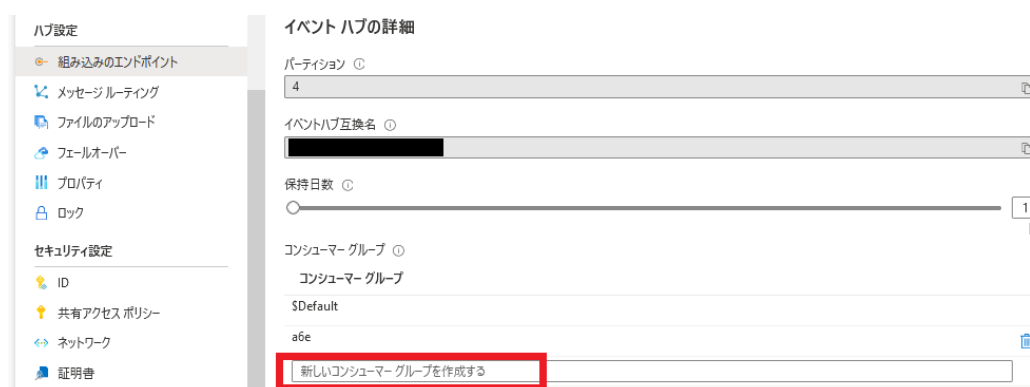 ハブ設定
組み込みのエンドポイント
メッセージ ルーティング
ファイルのアップロード
フェールオーバー
プロパティ
ロック
セキュリティ設定
ID
共有アクセス ポリシー
ネットワーク
証明書
イベント ハブの詳細
パーティション
4
イベントハブ互換名
保持日数
1
コンシューマー グループ
コンシューマー グループ
$Default
a6e
新しいコンシューマー グループを作成する